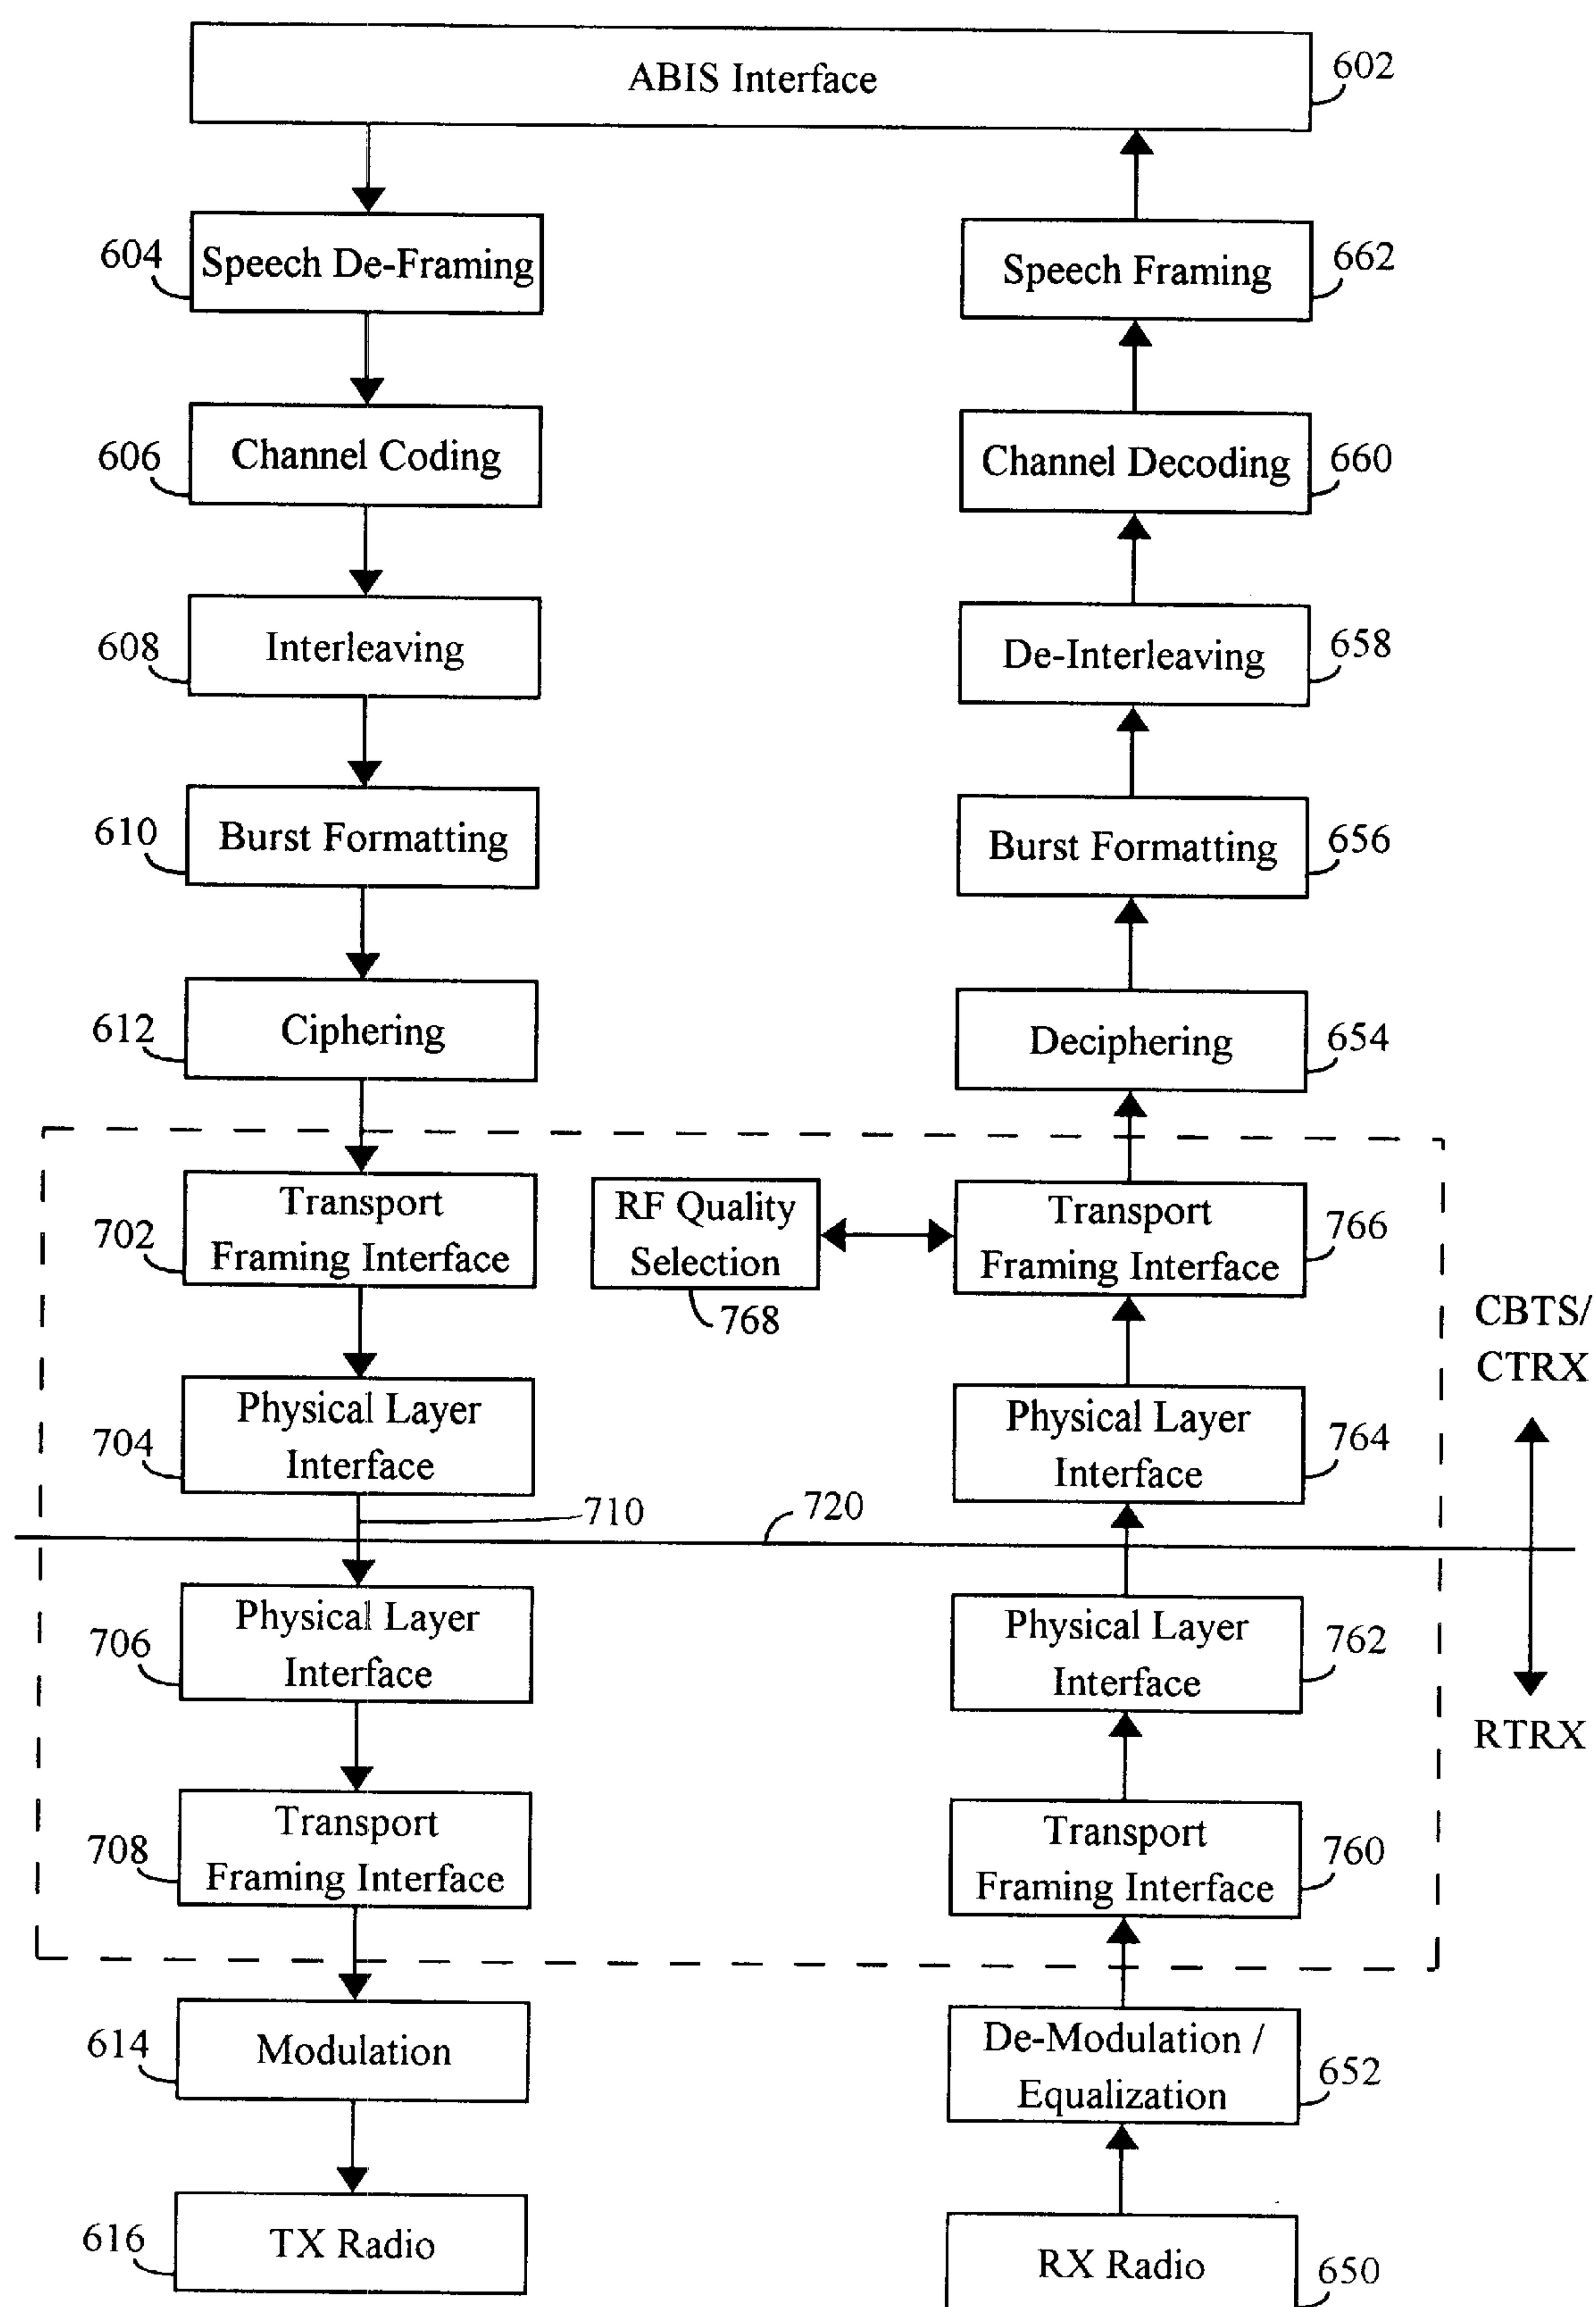 ABIS Interface
602
604
Speech De-Framing
Speech Framing
662
606
Channel Coding
Channel Decoding
660
608
Interleaving
De-Interleaving
658
610
Burst Formatting
Burst Formatting
656
612
Ciphering
Deciphering
654
702
Transport
Framing Interface
RF Quality
Selection
768
Transport
Framing Interface
766
CBTS/
CTRX
704
Physical Layer
Interface
Physical Layer
Interface
764
710
720
706
Physical Layer
Interface
Physical Layer
Interface
762
RTRX
708
Transport
Framing Interface
Transport
Framing Interface
760
614
Modulation
De-Modulation /
Equalization
652
616
TX Radio
RX Radio
650